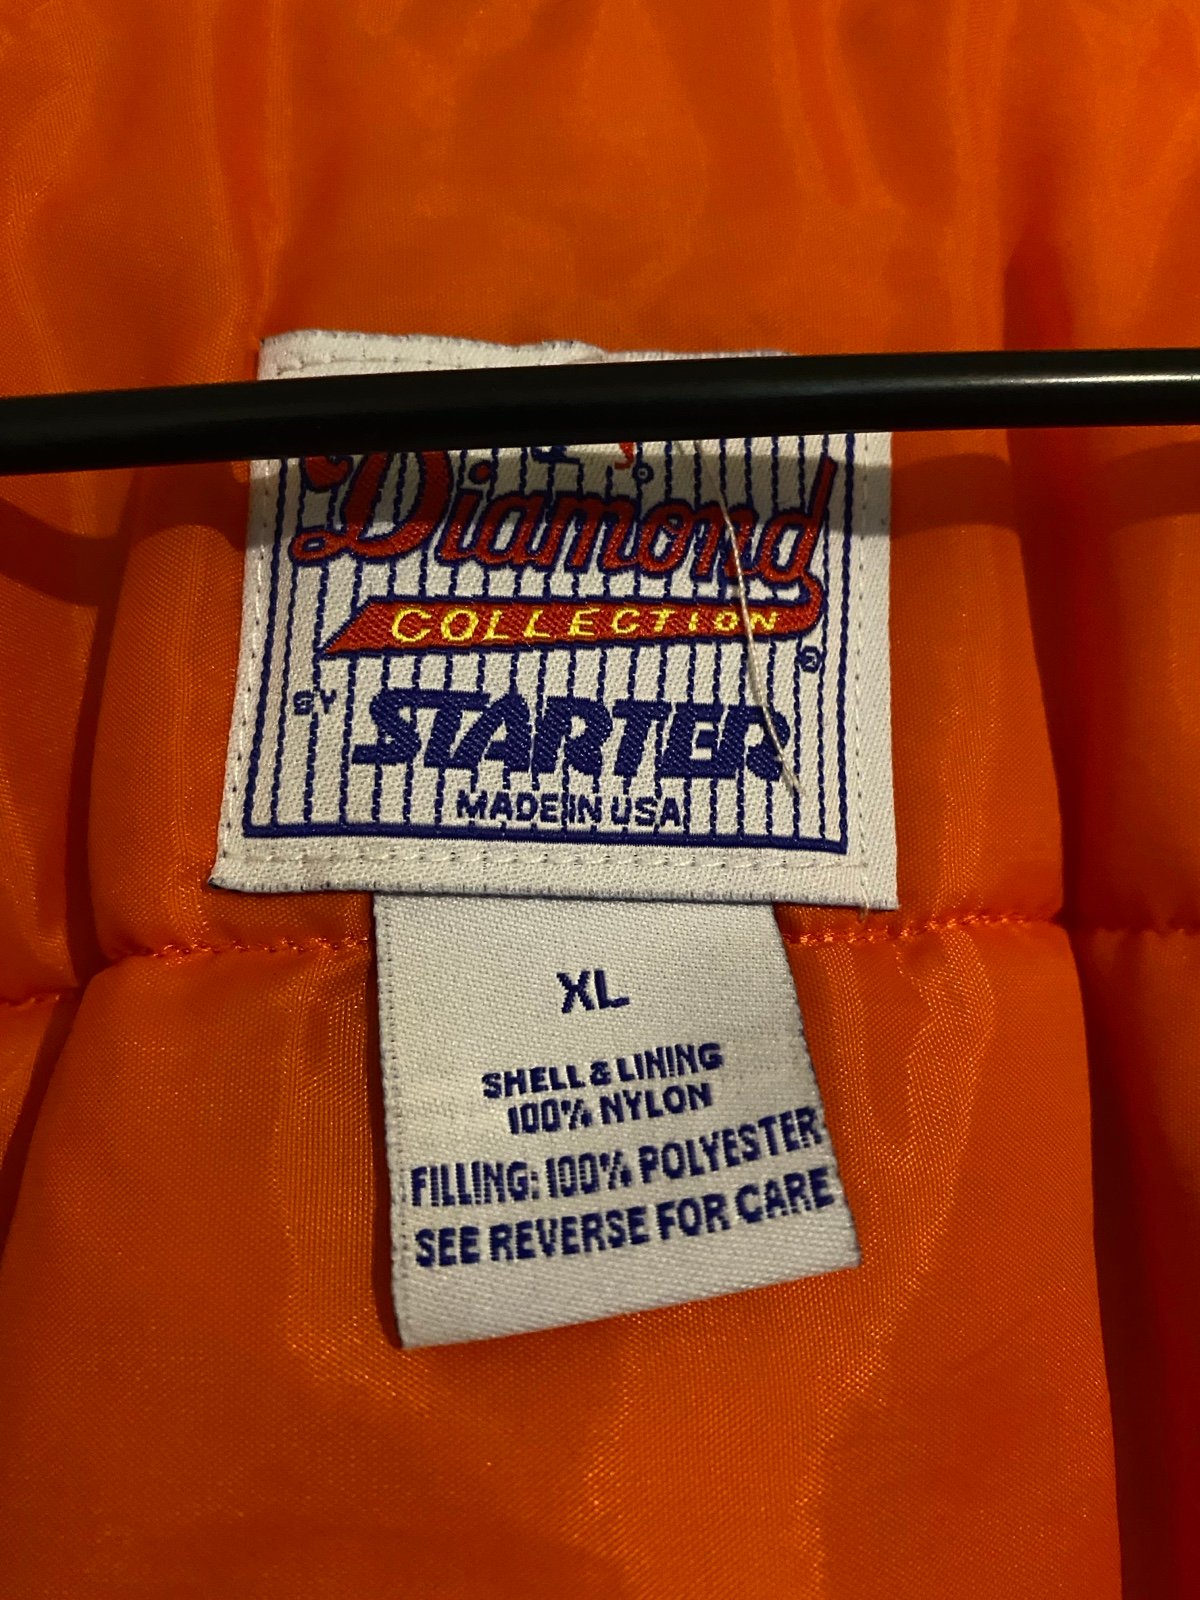 ®
Diamond
COLLECTION
®
BY STARTER
MADE IN USA
XL
SHELL & LINING
100% NYLON
FILLING: 100% POLYESTER
SEE REVERSE FOR CARE